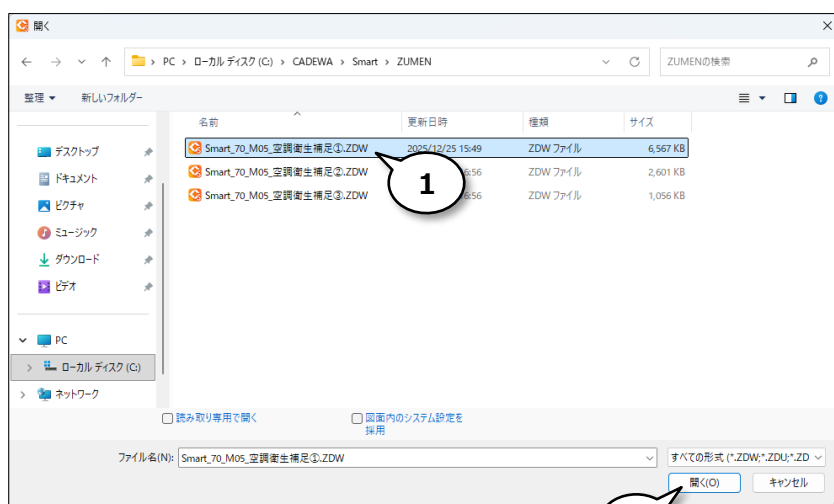 開く
PC › ローカル ディスク (C:) › CADEWA › Smart › ZUMEN
ZUMENの検索
整理
新しいフォルダー
名前 更新日時 種類 サイズ
Smart_70_M05_空調衛生補足①.ZDW 2025/12/25 15:49 ZDW ファイル 6,567 KB
Smart_70_M05_空調衛生補足②.ZDW 6:56 ZDW ファイル 2,601 KB
Smart_70_M05_空調衛生補足③.ZDW 6:56 ZDW ファイル 1,056 KB
1
デスクトップ
ドキュメント
ピクチャ
ミュージック
ダウンロード
ビデオ
PC
ローカル ディスク (C:)
ネットワーク
読み取り専用で開く
図面内のシステム設定を
採用
ファイル名(N): Smart_70_M05_空調衛生補足①.ZDW
すべての形式 (*.ZDW;*.ZDU;*.ZD
開く(O) キャンセル